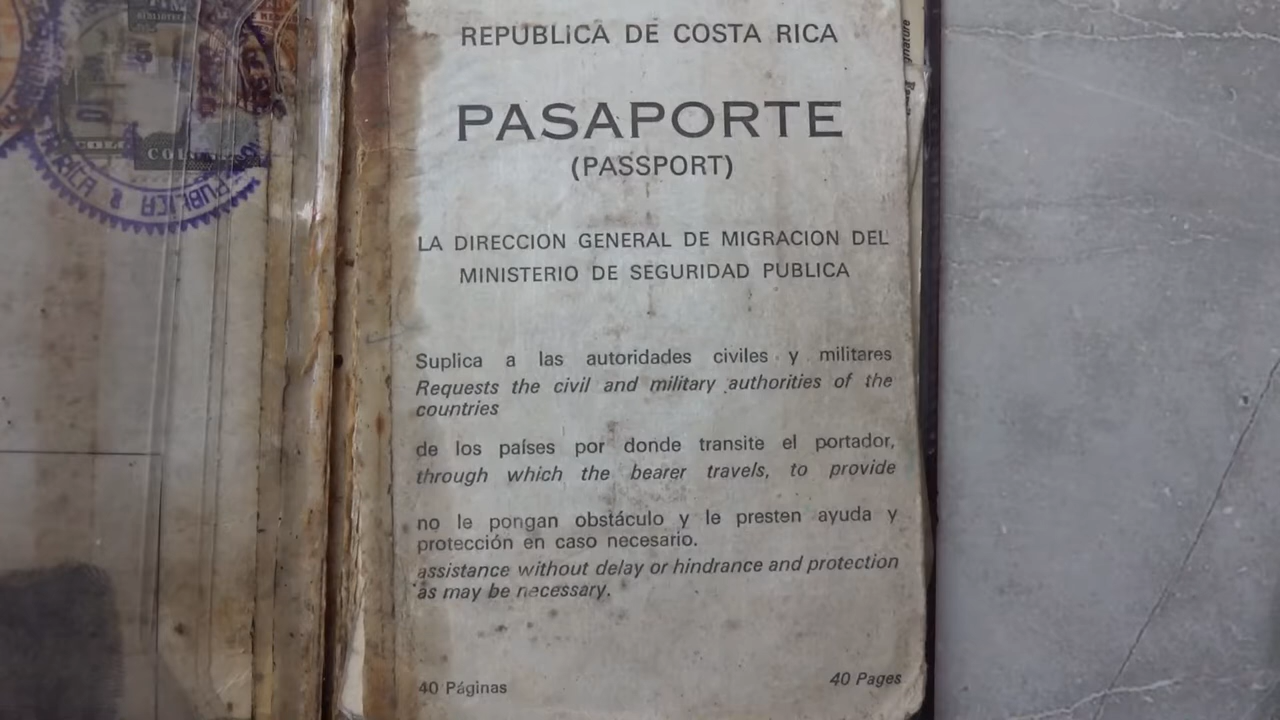 REPUBLICA DE COSTA RICA
PASAPORTE
(PASSPORT)
LA DIRECCION GENERAL DE MIGRACION DEL
MINISTERIO DE SEGURIDAD PUBLICA
Suplica a las autoridades civiles y militares
Requests the civil and military authorities of the
countries
de los países por donde transite el portador,
through which the bearer travels, to provide
no le pongan obstáculo y le presten ayuda y
protección en caso necesario.
assistance without delay or hindrance and protection
as may be necessary.
40 Páginas
40 Pages